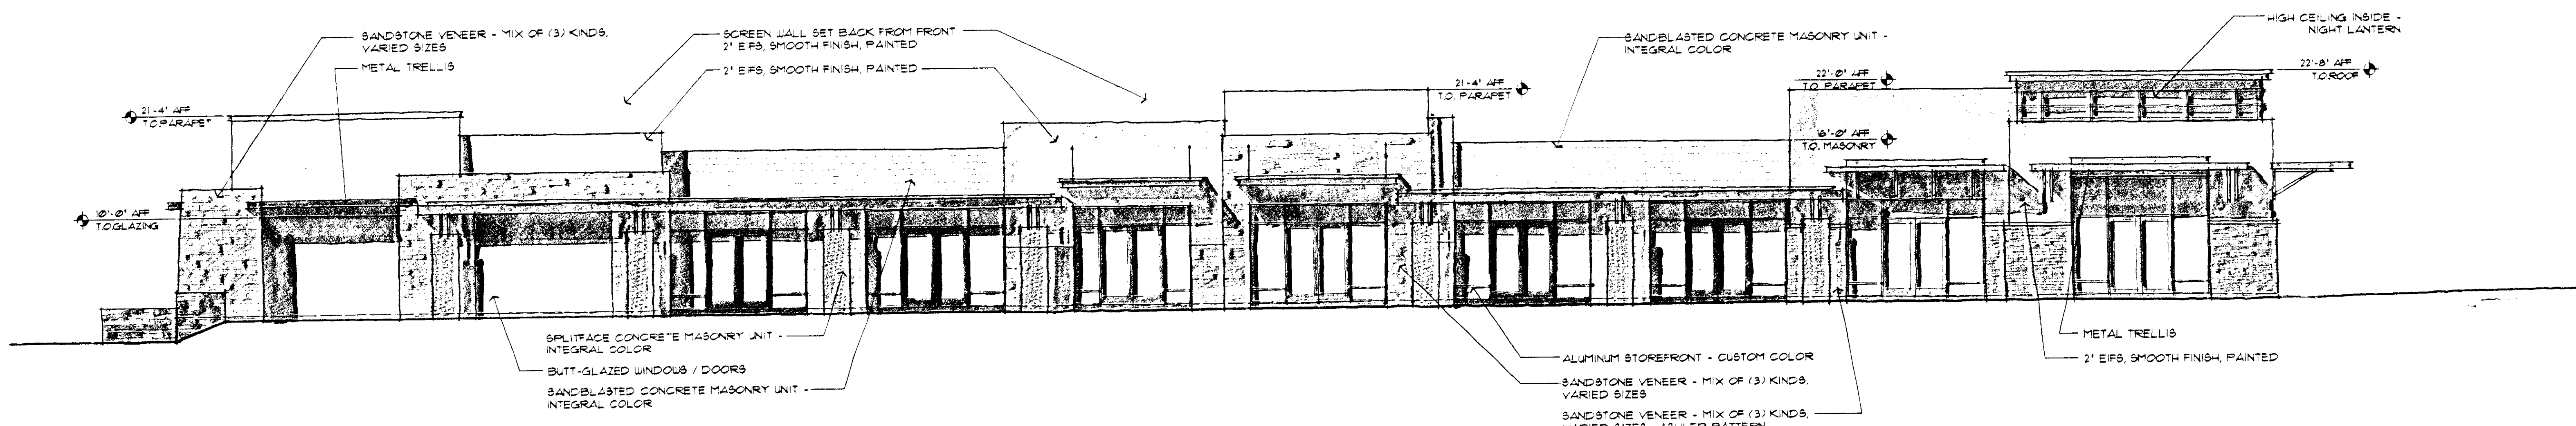 SANDSTONE VENEER - MIX OF (3) KINDS,
VARIED SIZES
METAL TRELLIS
SCREEN WALL SET BACK FROM FRONT
2" EIFS, SMOOTH FINISH, PAINTED
2" EIFS, SMOOTH FINISH, PAINTED
SANDBLASTED CONCRETE MASONRY UNIT -
INTEGRAL COLOR
HIGH CEILING INSIDE -
NIGHT LANTERN
21'-4" AFF
T.O. PARAPET
21'-4" AFF
T.O. PARAPET
22'-0" AFF
T.O. PARAPET
22'-8" AFF
T.O. ROOF
16'-0" AFF
T.O. MASONRY
10'-0" AFF
T.O. GLAZING
SPLITFACE CONCRETE MASONRY UNIT -
INTEGRAL COLOR
BUTT-GLAZED WINDOWS / DOORS
SANDBLASTED CONCRETE MASONRY UNIT -
INTEGRAL COLOR
ALUMINUM STOREFRONT - CUSTOM COLOR
SANDSTONE VENEER - MIX OF (3) KINDS,
VARIED SIZES
SANDSTONE VENEER - MIX OF (3) KINDS,
VARIED SIZES
METAL TRELLIS
2" EIFS, SMOOTH FINISH, PAINTED